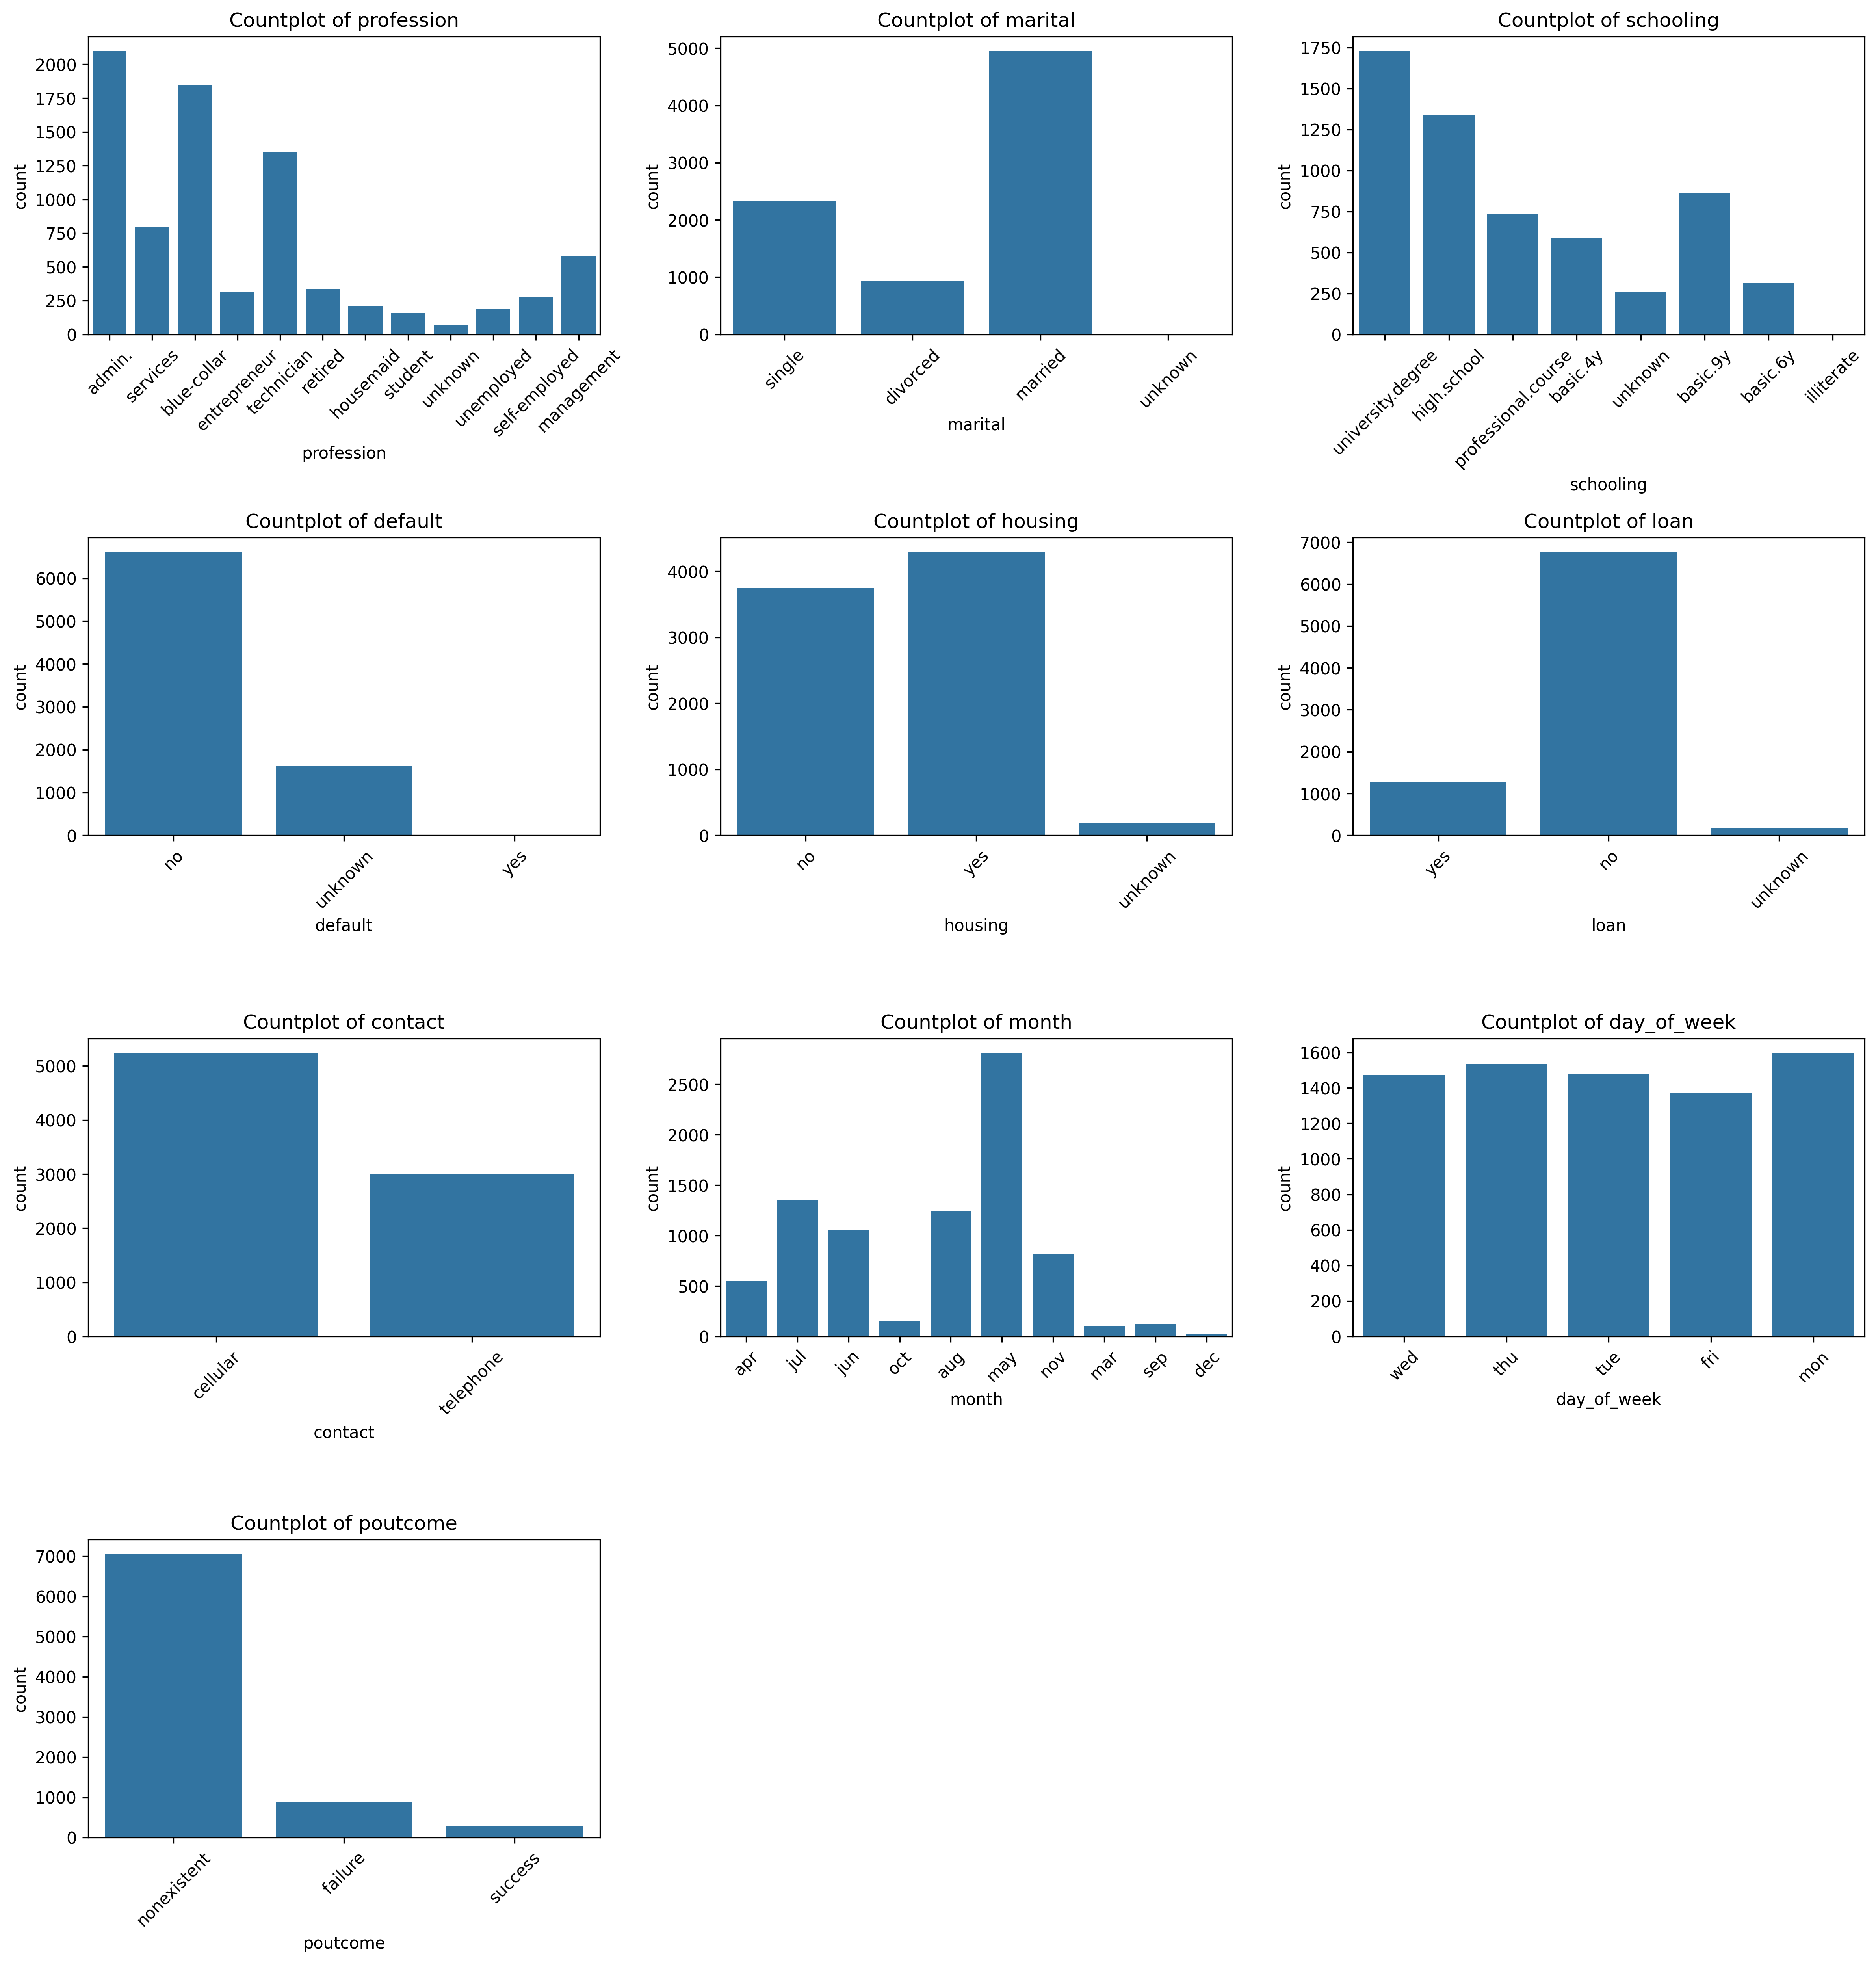 Countplot of profession
count
2000
1750
1500
1250
1000
750
500
250
0
admin.
services
blue-collar
entrepreneur
technician
retired
housemaid
student
unknown
unemployed
self-employed
management
profession
Countplot of marital
count
5000
4000
3000
2000
1000
0
single
divorced
married
unknown
marital
Countplot of schooling
count
1750
1500
1250
1000
750
500
250
0
university.degree
high.school
professional.course
basic.4y
unknown
basic.9y
basic.6y
illiterate
schooling
Countplot of default
count
6000
5000
4000
3000
2000
1000
0
no
unknown
yes
default
Countplot of housing
count
4000
3000
2000
1000
0
no
yes
unknown
housing
Countplot of loan
count
7000
6000
5000
4000
3000
2000
1000
0
yes
no
unknown
loan
Countplot of contact
count
5000
4000
3000
2000
1000
0
cellular
telephone
contact
Countplot of month
count
2500
2000
1500
1000
500
0
apr
jul
jun
oct
aug
may
nov
mar
sep
dec
month
Countplot of day_of_week
count
1600
1400
1200
1000
800
600
400
200
0
wed
thu
tue
fri
mon
day_of_week
Countplot of poutcome
count
7000
6000
5000
4000
3000
2000
1000
0
nonexistent
failure
success
poutcome